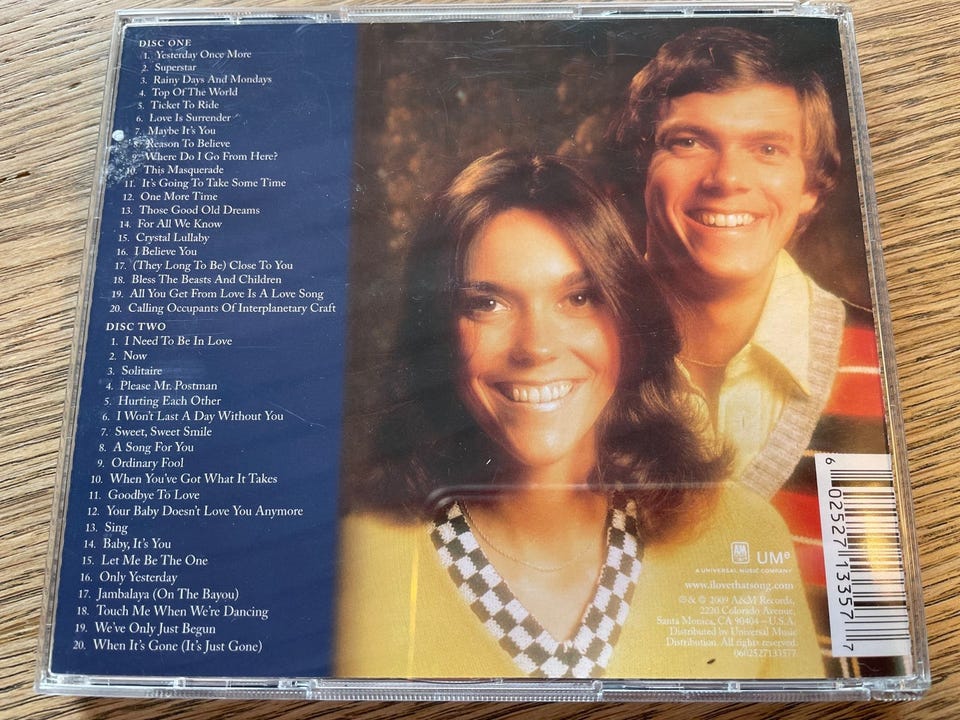 DISC ONE
1. Yesterday Once More
2. Superstar
3. Rainy Days And Mondays
4. Top Of The World
5. Ticket To Ride
6. Love Is Surrender
7. Maybe It's You
8. Reason To Believe
9. Where Do I Go From Here?
10. This Masquerade
11. It's Going To Take Some Time
12. One More Time
13. Those Good Old Dreams
14. For All We Know
15. Crystal Lullaby
16. I Believe You
17. (They Long To Be) Close To You
18. Bless The Beasts And Children
19. All You Get From Love Is A Love Song
20. Calling Occupants Of Interplanetary Craft
DISC TWO
1. I Need To Be In Love
2. Now
3. Solitaire
4. Please Mr. Postman
5. Hurting Each Other
6. I Won't Last A Day Without You
7. Sweet, Sweet Smile
8. A Song For You
9. Ordinary Fool
10. When You've Got What It Takes
11. Goodbye To Love
12. Your Baby Doesn't Love You Anymore
13. Sing
14. Baby, It's You
15. Let Me Be The One
16. Only Yesterday
17. Jambalaya (On The Bayou)
18. Touch Me When We're Dancing
19. We've Only Just Begun
20. When It's Gone (It's Just Gone)
6 02527 13357 7
A&M UMe
A UNIVERSAL MUSIC COMPANY
www.ilovethatsong.com
℗& © 2009 A&M Records,
2220 Colorado Avenue,
Santa Monica, CA 90404 – U.S.A.
Distributed by Universal Music
Distribution. All rights reserved.
0602527133577